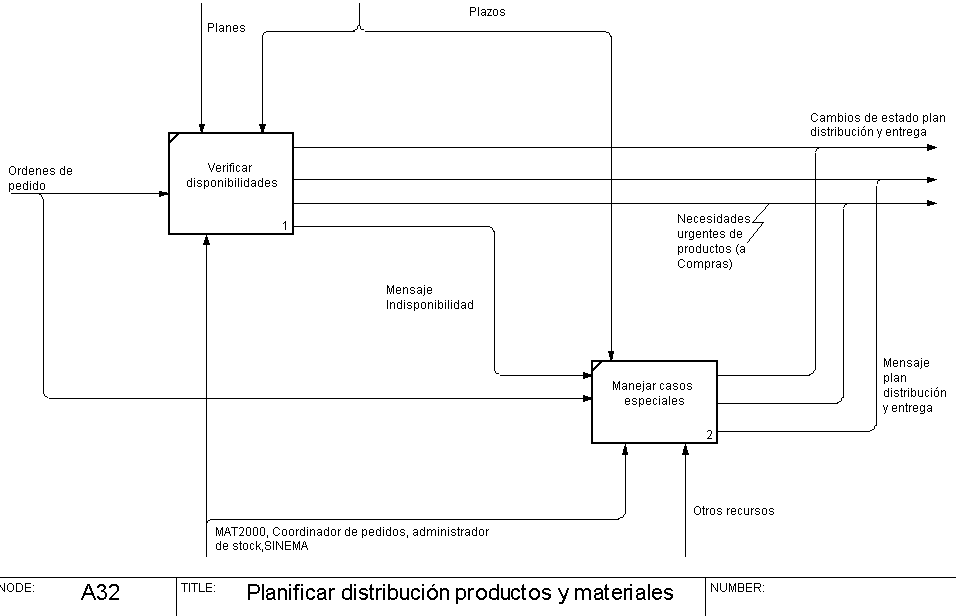 Planes
Plazos
Cambios de estado plan
distribución y entrega
Ordenes de
pedido
Verificar
disponibilidades
1
Necesidades
urgentes de
productos (a
Compras)
Mensaje
Indisponibilidad
Manejar casos
especiales
2
Mensaje
plan
distribución
y entrega
MAT2000, Coordinador de pedidos, administrador
de stock,SINEMA
Otros recursos
NODE:
A32
TITLE:
Planificar distribución productos y materiales
NUMBER: